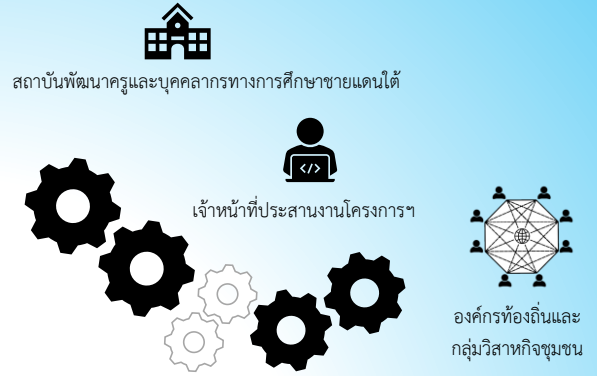 สถาบันพัฒนาครูและบุคคลากรทางการศึกษาชายแดนใต้
</>
เจ้าหน้าที่ประสานงานโครงการฯ
องค์กรท้องถิ่นและ
กลุ่มวิสาหกิจชุมชน